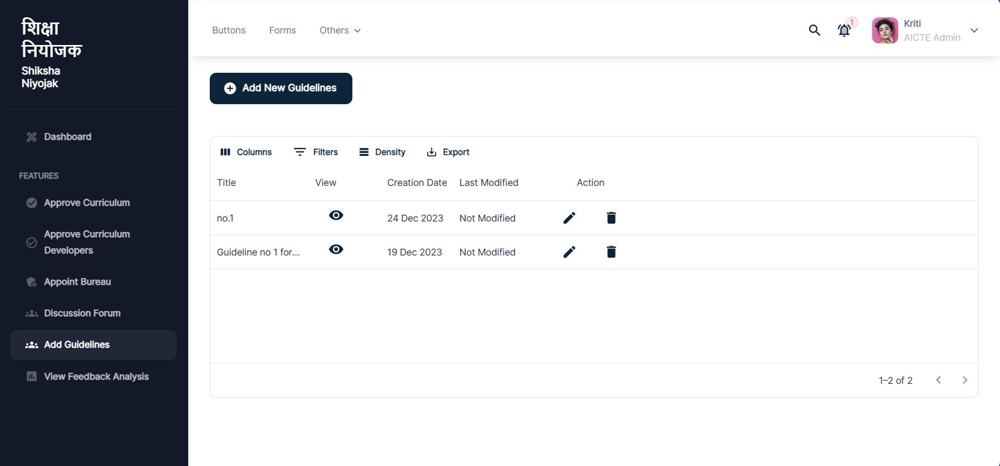 शिक्षा
नियोजक
Shiksha
Niyojak
Dashboard
FEATURES
Approve Curriculum
Approve Curriculum
Developers
Appoint Bureau
Discussion Forum
Add Guidelines
View Feedback Analysis
Buttons Forms Others
1
Kriti
AICTE Admin
Add New Guidelines
Columns Filters Density Export
Title View Creation Date Last Modified Action
no.1 24 Dec 2023 Not Modified
Guideline no 1 for... 19 Dec 2023 Not Modified
1–2 of 2